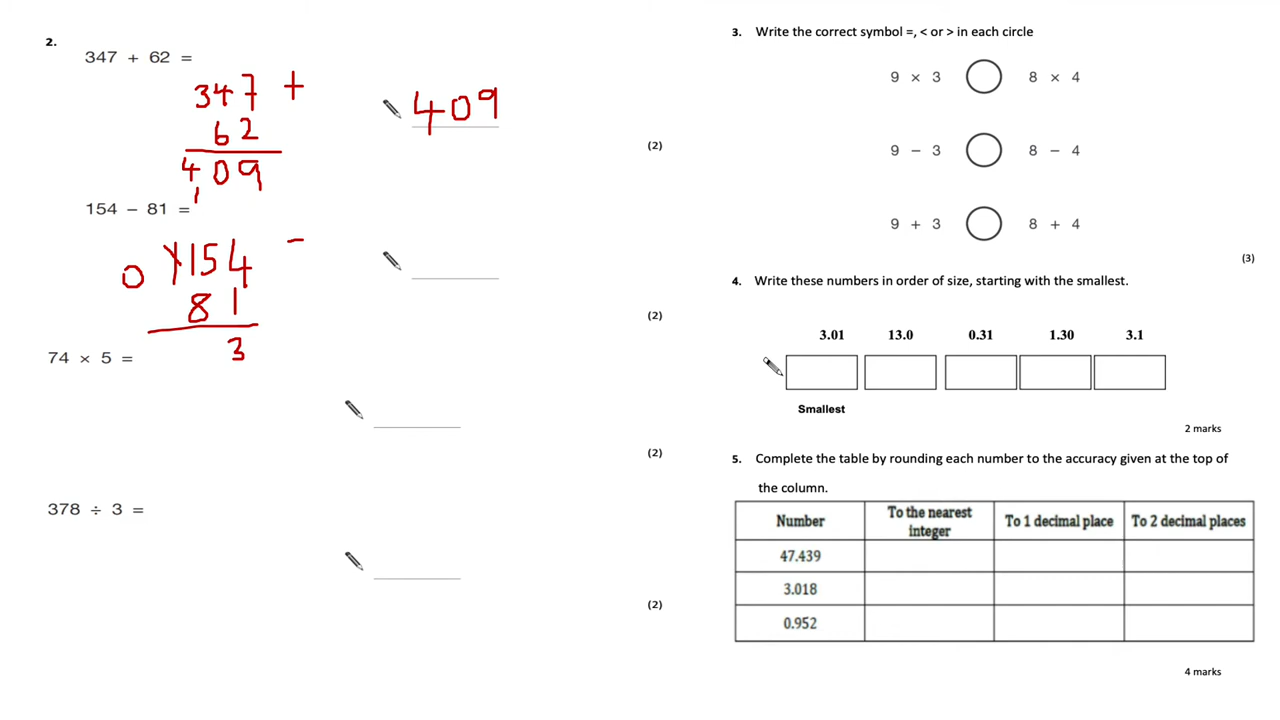 2.
347 + 62 =
347 +
62
409
1
409
(2)
154 − 81 =
0 1154 −
81
3
(2)
74 × 5 =
(2)
378 ÷ 3 =
(2)
3. Write the correct symbol =, < or > in each circle
9 × 3 8 × 4
9 − 3 8 − 4
9 + 3 8 + 4
(3)
4. Write these numbers in order of size, starting with the smallest.
3.01 13.0 0.31 1.30 3.1
Smallest
2 marks
5. Complete the table by rounding each number to the accuracy given at the top of
the column.
Number To the nearest integer To 1 decimal place To 2 decimal places
47.439
3.018
0.952
4 marks